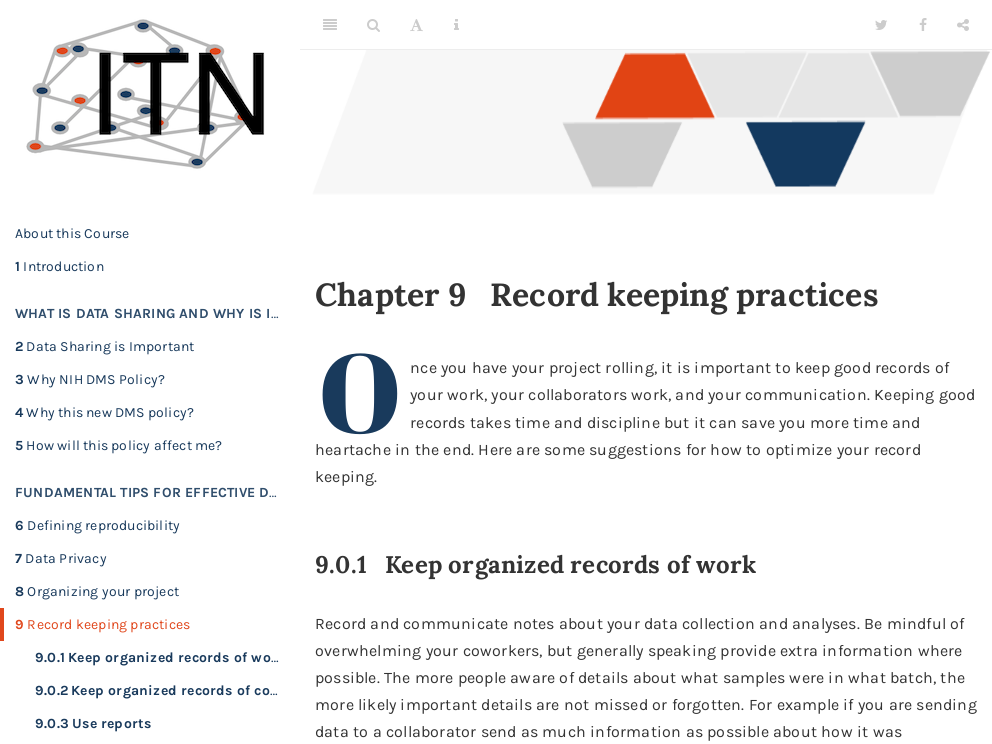 ITN
About this Course
1 Introduction
WHAT IS DATA SHARING AND WHY IS I…
2 Data Sharing is Important
3 Why NIH DMS Policy?
4 Why this new DMS policy?
5 How will this policy affect me?
FUNDAMENTAL TIPS FOR EFFECTIVE D…
6 Defining reproducibility
7 Data Privacy
8 Organizing your project
9 Record keeping practices
9.0.1 Keep organized records of wo…
9.0.2 Keep organized records of co…
9.0.3 Use reports
Chapter 9 Record keeping practices
Once you have your project rolling, it is important to keep good records of
your work, your collaborators work, and your communication. Keeping good
records takes time and discipline but it can save you more time and
heartache in the end. Here are some suggestions for how to optimize your record
keeping.
9.0.1 Keep organized records of work
Record and communicate notes about your data collection and analyses. Be mindful of
overwhelming your coworkers, but generally speaking provide extra information where
possible. The more people aware of details about what samples were in what batch, the
more likely important details are not missed or forgotten. For example if you are sending
data to a collaborator send as much information as possible about how it was